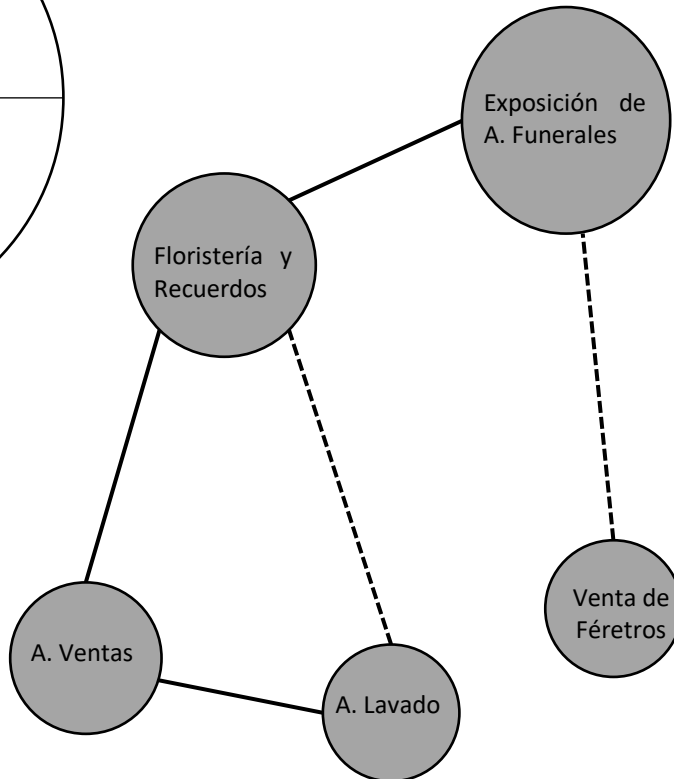 Exposición de
A. Funerales
Floristería y
Recuerdos
Venta de
Féretros
A. Ventas
A. Lavado